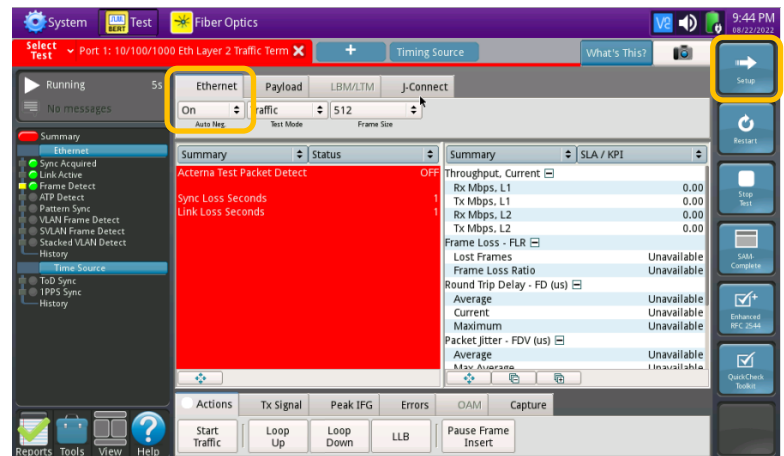 System
JLAB
BERT
Test
Fiber Optics
V2
9:44 PM
08/22/2022
Select
Test
Port 1: 10/100/1000 Eth Layer 2 Traffic Term
+
Timing Source
What's This?
Running
5s
No messages
Summary
Ethernet
Sync Acquired
Link Active
Frame Detect
ATP Detect
Pattern Sync
VLAN Frame Detect
SVLAN Frame Detect
Stacked VLAN Detect
History
Time Source
ToD Sync
1PPS Sync
History
Reports
Tools
View
Help
Ethernet
Payload
LBM/LTM
J-Connect
On
raffic
512
Auto Neg.
Test Mode
Frame Size
Summary
Status
Acterna Test Packet Detect OFF
Sync Loss Seconds 1
Link Loss Seconds 1
Summary
SLA / KPI
Throughput, Current
Rx Mbps, L1 0.00
Tx Mbps, L1 0.00
Rx Mbps, L2 0.00
Tx Mbps, L2 0.00
Frame Loss - FLR
Lost Frames Unavailable
Frame Loss Ratio Unavailable
Round Trip Delay - FD (us)
Average Unavailable
Current Unavailable
Maximum Unavailable
Packet Jitter - FDV (us)
Average Unavailable
Max Average Unavailable
Actions
Tx Signal
Peak IFG
Errors
OAM
Capture
Start
Traffic
Loop
Up
Loop
Down
LLB
Pause Frame
Insert
Setup
Restart
Stop
Test
SAM-
Complete
Enhanced
RFC 2544
QuickCheck
Toolkit